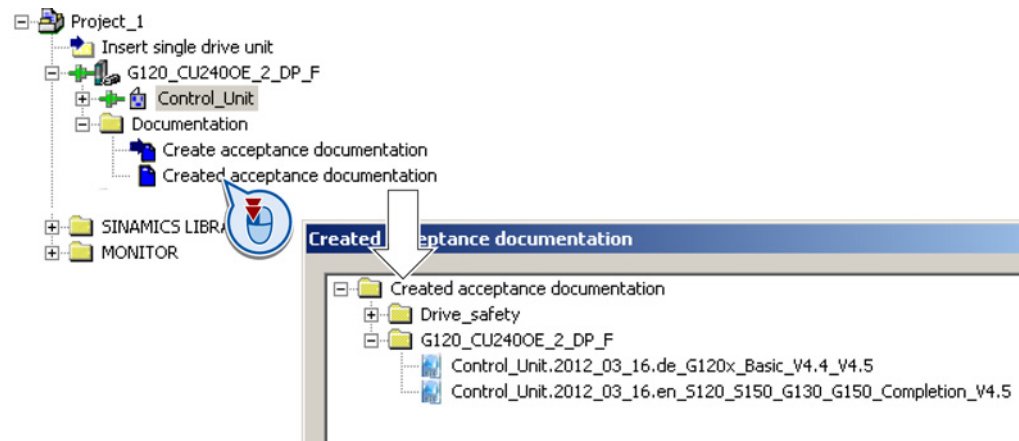 Project_1
Insert single drive unit
G120_CU240OE_2_DP_F
Control_Unit
Documentation
Create acceptance documentation
Created acceptance documentation
SINAMICS LIBRA
MONITOR
Created eptance documentation
Created acceptance documentation
Drive_safety
G120_CU240OE_2_DP_F
Control_Unit.2012_03_16.de_G120x_Basic_V4.4_V4.5
Control_Unit.2012_03_16.en_S120_S150_G130_G150_Completion_V4.5